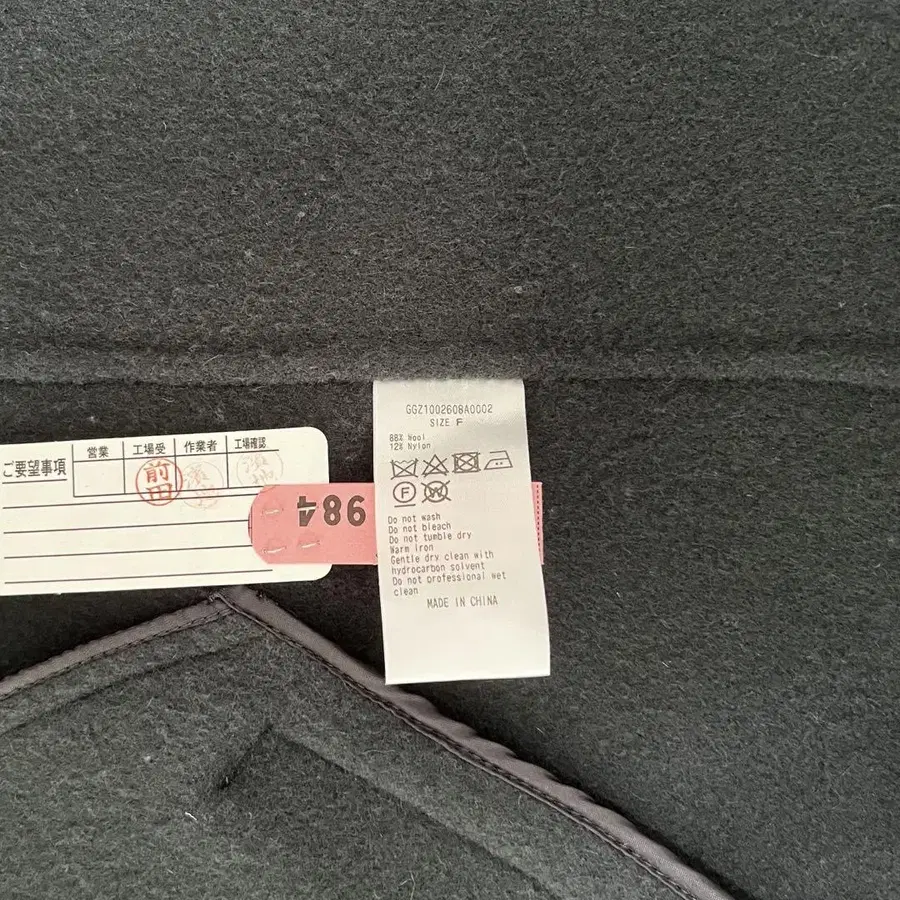 ご要望事項
営業
工場受
作業者
工場確認
前田
984
GGZ1002608A0002
SIZE F
88% Wool
12% Nylon
F
W
Do not wash
Do not bleach
Do not tumble dry
Warm iron
Gentle dry clean with
hydrocarbon solvent
Do not professional wet
clean
MADE IN CHINA